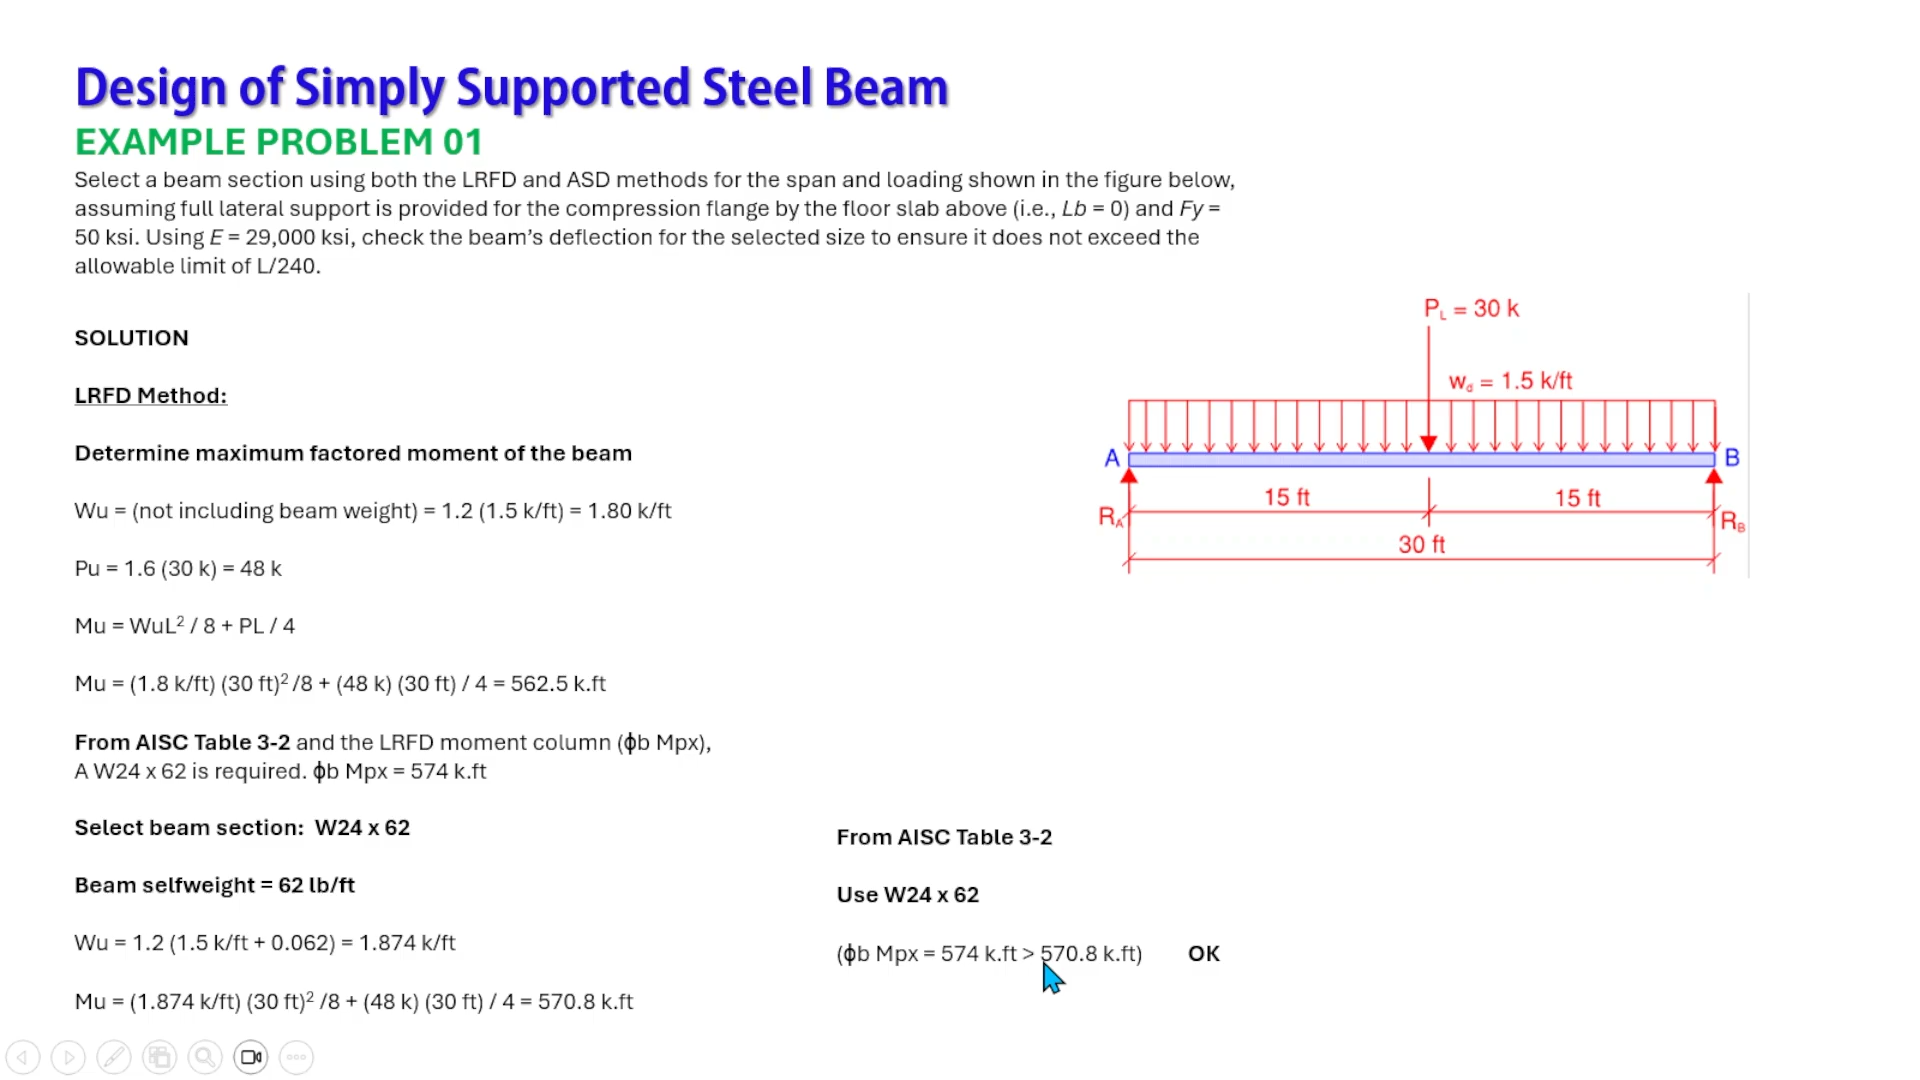 Design of Simply Supported Steel Beam
EXAMPLE PROBLEM 01
Select a beam section using both the LRFD and ASD methods for the span and loading shown in the figure below,
assuming full lateral support is provided for the compression flange by the floor slab above (i.e., Lb = 0) and Fy =
50 ksi. Using E = 29,000 ksi, check the beam's deflection for the selected size to ensure it does not exceed the
allowable limit of L/240.
SOLUTION
LRFD Method:
Determine maximum factored moment of the beam
Wu = (not including beam weight) = 1.2 (1.5 k/ft) = 1.80 k/ft
Pu = 1.6 (30 k) = 48 k
Mu = WuL² / 8 + PL / 4
Mu = (1.8 k/ft) (30 ft)² /8 + (48 k) (30 ft) / 4 = 562.5 k.ft
From AISC Table 3-2 and the LRFD moment column (ϕb Mpx),
A W24 x 62 is required. ϕb Mpx = 574 k.ft
Select beam section: W24 x 62
Beam selfweight = 62 lb/ft
Wu = 1.2 (1.5 k/ft + 0.062) = 1.874 k/ft
Mu = (1.874 k/ft) (30 ft)² /8 + (48 k) (30 ft) / 4 = 570.8 k.ft
From AISC Table 3-2
Use W24 x 62
(ϕb Mpx = 574 k.ft > 570.8 k.ft) OK
P_L = 30 k
w_d = 1.5 k/ft
A B
15 ft 15 ft
R_A R_B
30 ft